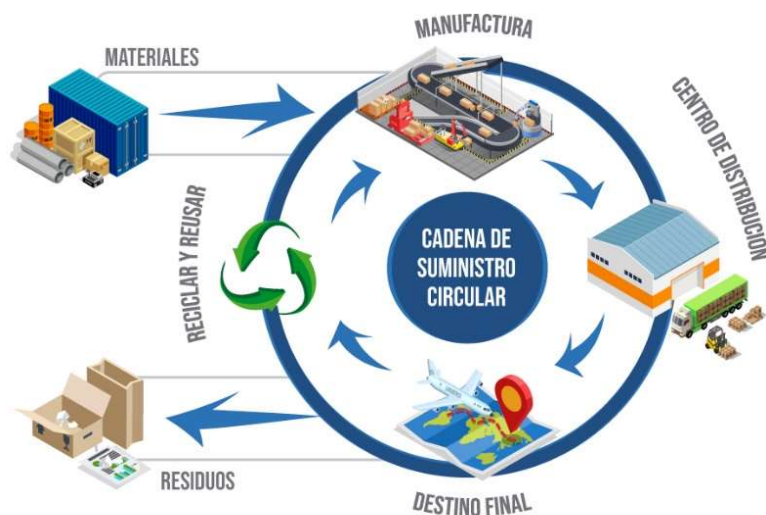 MANUFACTURA
MATERIALES
CENTRO DE DISTRIBUCIÓN
RECICLAR Y REUSAR
CADENA DE
SUMINISTRO
CIRCULAR
RESIDUOS
DESTINO FINAL